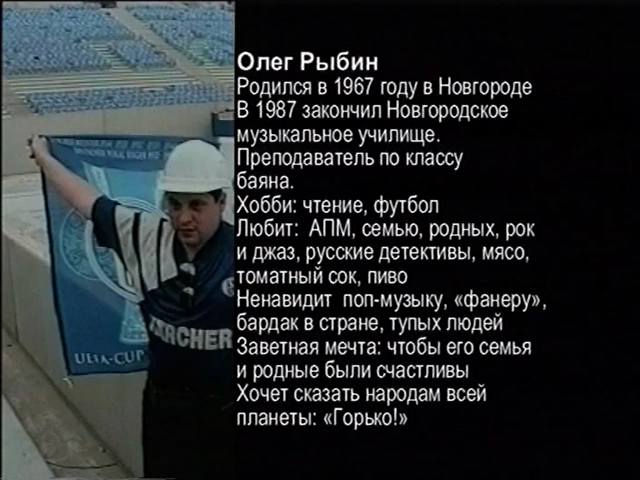 Олег Рыбин
Родился в 1967 году в Новгороде
В 1987 закончил Новгородское
музыкальное училище.
Преподаватель по классу
баяна.
Хобби: чтение, футбол
Любит:  АПМ, семью, родных, рок
и джаз, русские детективы, мясо,
томатный сок, пиво
Ненавидит  поп-музыку, «фанеру»,
бардак в стране, тупых людей
Заветная мечта: чтобы его семья
и родные были счастливы
Хочет сказать народам всей
планеты: «Горько!»
KÄRCHER
UEFA-CUP